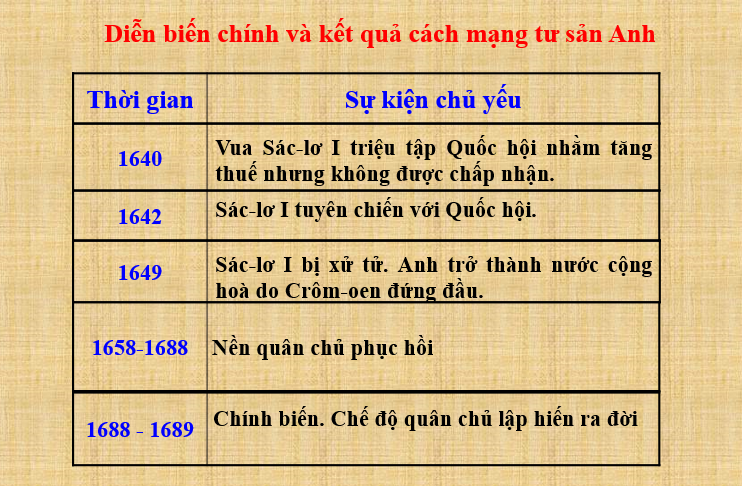 Diễn biến chính và kết quả cách mạng tư sản Anh
Thời gian
Sự kiện chủ yếu
1640
Vua Sác-lơ I triệu tập Quốc hội nhằm tăng
thuế nhưng không được chấp nhận.
1642
Sác-lơ I tuyên chiến với Quốc hội.
1649
Sác-lơ I bị xử tử. Anh trở thành nước cộng
hoà do Crôm-oen đứng đầu.
1658-1688
Nền quân chủ phục hồi
1688 - 1689
Chính biến. Chế độ quân chủ lập hiến ra đời